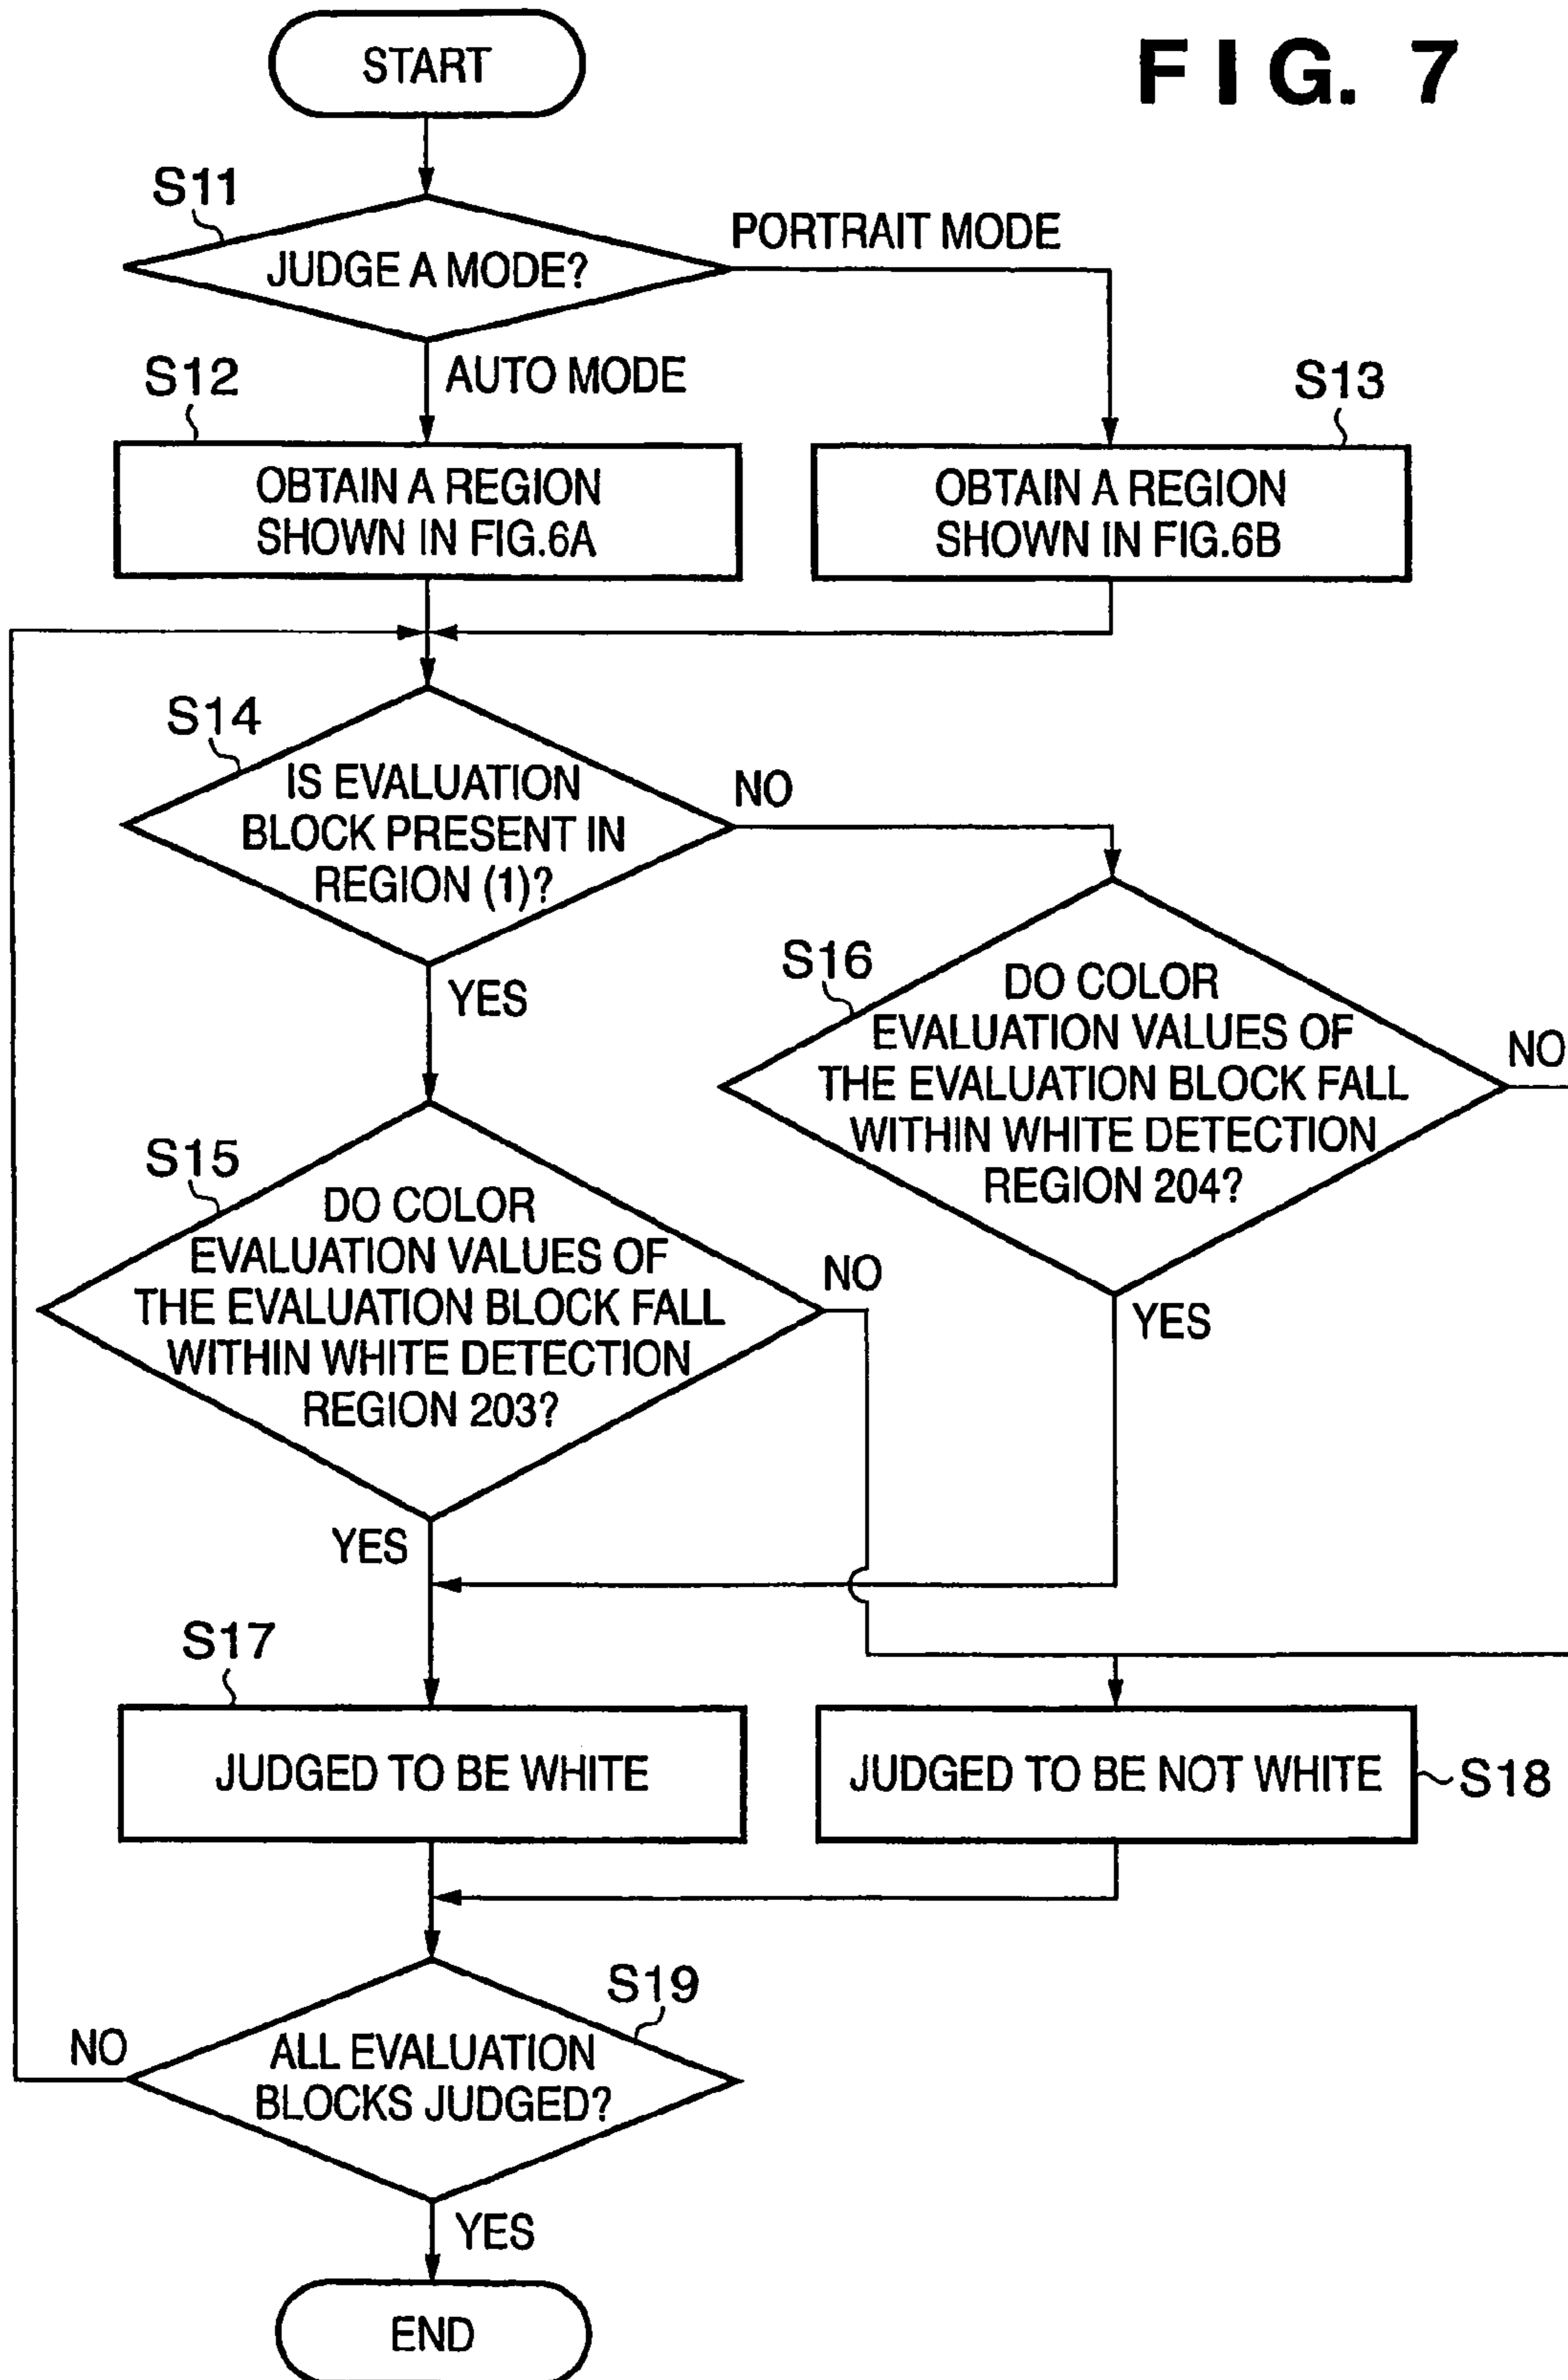 START
FIG. 7
S11
JUDGE A MODE?
PORTRAIT MODE
AUTO MODE
S12
OBTAIN A REGION
SHOWN IN FIG.6A
S13
OBTAIN A REGION
SHOWN IN FIG.6B
S14
IS EVALUATION
BLOCK PRESENT IN
REGION (1)?
NO
YES
S16
DO COLOR
EVALUATION VALUES OF
THE EVALUATION BLOCK FALL
WITHIN WHITE DETECTION
REGION 204?
NO
YES
S15
DO COLOR
EVALUATION VALUES OF
THE EVALUATION BLOCK FALL
WITHIN WHITE DETECTION
REGION 203?
NO
YES
S17
JUDGED TO BE WHITE
JUDGED TO BE NOT WHITE
S18
S19
ALL EVALUATION
BLOCKS JUDGED?
NO
YES
END